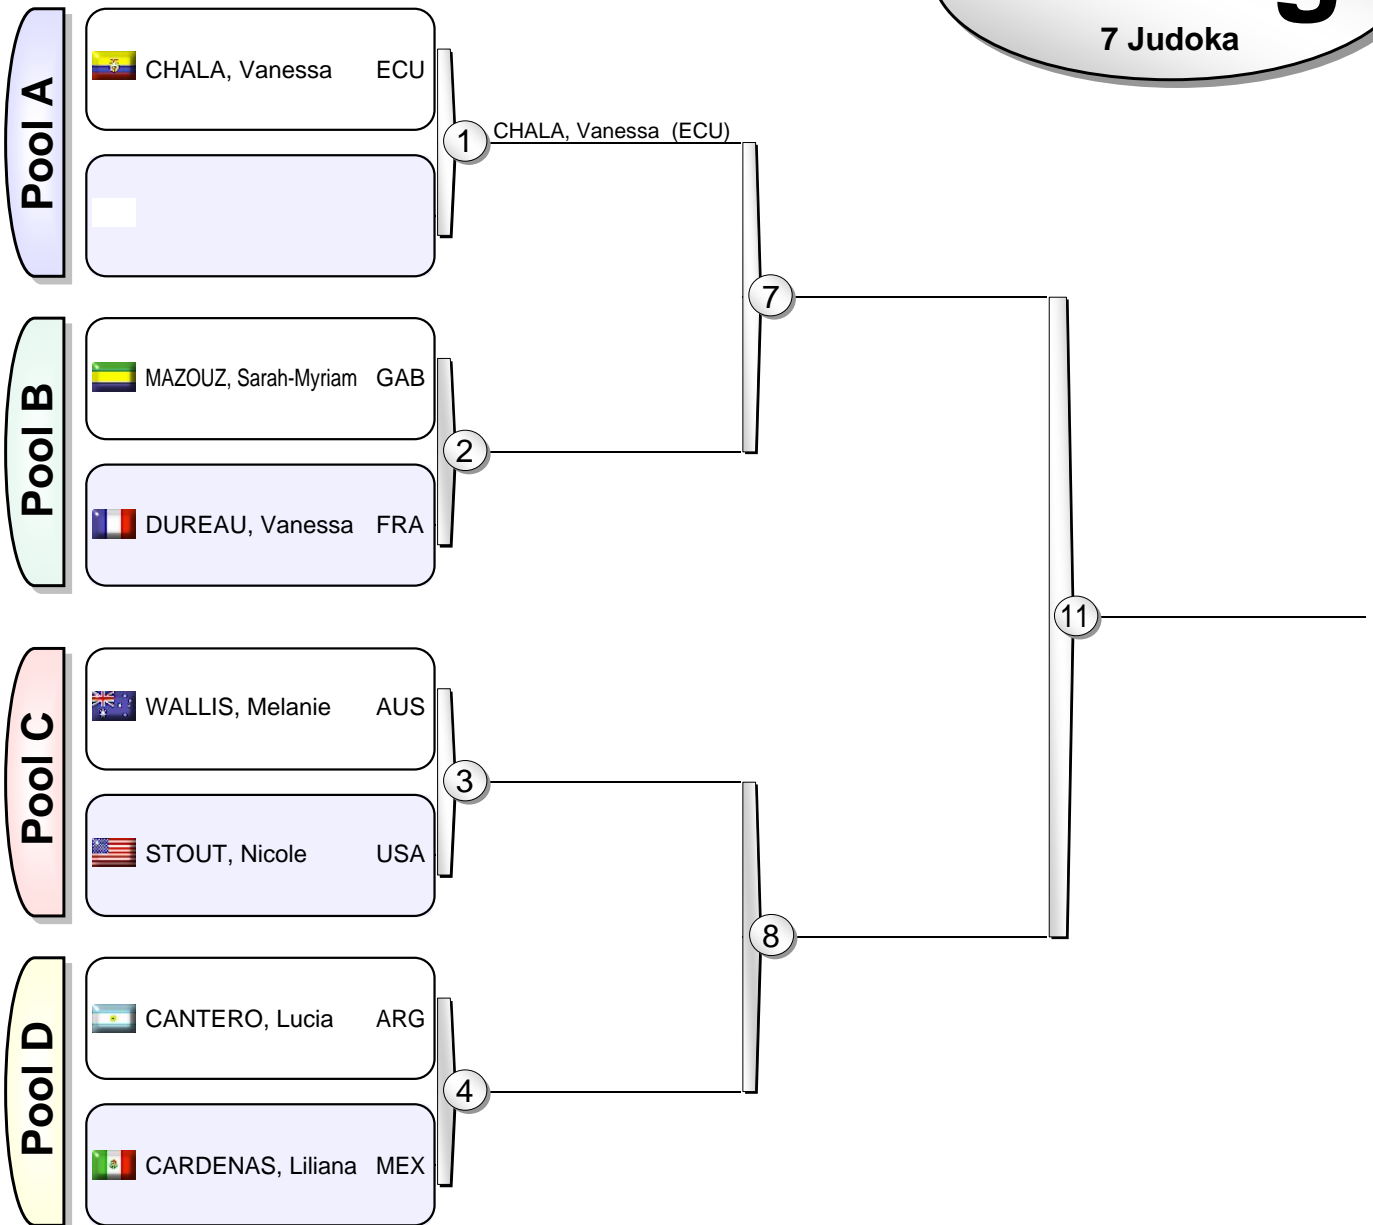 7 Judoka
Pool A
CHALA, Vanessa ECU
1
CHALA, Vanessa (ECU)
7
Pool B
MAZOUZ, Sarah-Myriam GAB
2
DUREAU, Vanessa FRA
11
Pool C
WALLIS, Melanie AUS
3
STOUT, Nicole USA
8
Pool D
CANTERO, Lucia ARG
4
CARDENAS, Liliana MEX